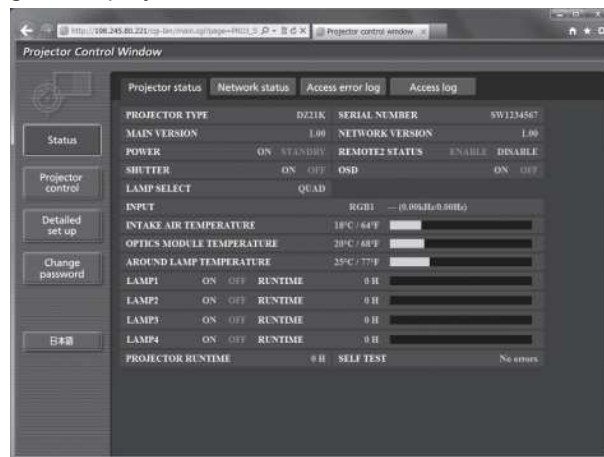 Projector control window
Projector Control Window
Projector status Network status Access error log Access log
PROJECTOR TYPE DZ21K SERIAL NUMBER SW1234567
MAIN VERSION 1.00 NETWORK VERSION 1.00
POWER ON STANDBY REMOTE2 STATUS ENABLE DISABLE
SHUTTER ON OFF OSD ON OFF
LAMP SELECT QUAD
INPUT RGB1 — (0.00kHz/0.00Hz)
INTAKE AIR TEMPERATURE 18°C / 64°F
OPTICS MODULE TEMPERATURE 20°C / 68°F
AROUND LAMP TEMPERATURE 25°C / 77°F
LAMP1 ON OFF RUNTIME 0 H
LAMP2 ON OFF RUNTIME 0 H
LAMP3 ON OFF RUNTIME 0 H
LAMP4 ON OFF RUNTIME 0 H
PROJECTOR RUNTIME 0 H SELF TEST No errors
Status
Projector
control
Detailed
set up
Change
password
日本語